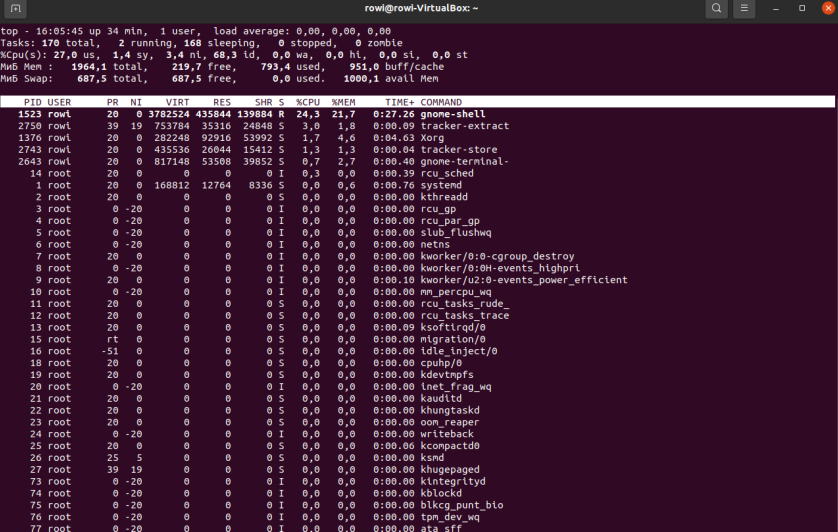 rowi@rowi-VirtualBox: ~
top - 16:05:45 up 34 min,  1 user,  load average: 0,00, 0,00, 0,00
Tasks: 170 total,   2 running, 168 sleeping,   0 stopped,   0 zombie
%Cpu(s): 27,0 us,  1,4 sy,  3,4 ni, 68,3 id,  0,0 wa,  0,0 hi,  0,0 si,  0,0 st
МиБ Mem :   1964,1 total,    219,7 free,    793,4 used,    951,0 buff/cache
МиБ Swap:    687,5 total,    687,5 free,      0,0 used.   1000,1 avail Mem
PID USER      PR  NI    VIRT    RES    SHR S  %CPU  %MEM     TIME+ COMMAND
1523 rowi      20   0 3782524 435844 139884 R  24,3  21,7   0:27.26 gnome-shell
2750 rowi      39  19  753784  35316  24848 S   3,0   1,8   0:00.09 tracker-extract
1376 rowi      20   0  282248  92916  53992 S   1,7   4,6   0:04.63 Xorg
2743 rowi      20   0  435536  26044  15412 S   1,3   1,3   0:00.04 tracker-store
2643 rowi      20   0  817148  53508  39852 S   0,7   2,7   0:00.40 gnome-terminal-
14 root      20   0       0      0      0 I   0,3   0,0   0:00.39 rcu_sched
1 root      20   0  168812  12764   8336 S   0,0   0,6   0:00.76 systemd
2 root      20   0       0      0      0 S   0,0   0,0   0:00.00 kthreadd
3 root       0 -20       0      0      0 I   0,0   0,0   0:00.00 rcu_gp
4 root       0 -20       0      0      0 I   0,0   0,0   0:00.00 rcu_par_gp
5 root       0 -20       0      0      0 I   0,0   0,0   0:00.00 slub_flushwq
6 root       0 -20       0      0      0 I   0,0   0,0   0:00.00 netns
7 root      20   0       0      0      0 I   0,0   0,0   0:00.00 kworker/0:0-cgroup_destroy
8 root       0 -20       0      0      0 I   0,0   0,0   0:00.00 kworker/0:0H-events_highpri
9 root      20   0       0      0      0 I   0,0   0,0   0:00.10 kworker/u2:0-events_power_efficient
10 root       0 -20       0      0      0 I   0,0   0,0   0:00.00 mm_percpu_wq
11 root      20   0       0      0      0 S   0,0   0,0   0:00.00 rcu_tasks_rude_
12 root      20   0       0      0      0 S   0,0   0,0   0:00.00 rcu_tasks_trace
13 root      20   0       0      0      0 S   0,0   0,0   0:00.09 ksoftirqd/0
15 root      rt   0       0      0      0 S   0,0   0,0   0:00.00 migration/0
16 root     -51   0       0      0      0 S   0,0   0,0   0:00.00 idle_inject/0
18 root      20   0       0      0      0 S   0,0   0,0   0:00.00 cpuhp/0
19 root      20   0       0      0      0 S   0,0   0,0   0:00.00 kdevtmpfs
20 root       0 -20       0      0      0 I   0,0   0,0   0:00.00 inet_frag_wq
21 root      20   0       0      0      0 S   0,0   0,0   0:00.00 kauditd
22 root      20   0       0      0      0 S   0,0   0,0   0:00.00 khungtaskd
23 root      20   0       0      0      0 S   0,0   0,0   0:00.00 oom_reaper
24 root       0 -20       0      0      0 I   0,0   0,0   0:00.00 writeback
25 root      20   0       0      0      0 S   0,0   0,0   0:00.06 kcompactd0
26 root      25   5       0      0      0 S   0,0   0,0   0:00.00 ksmd
27 root      39  19       0      0      0 S   0,0   0,0   0:00.00 khugepaged
73 root       0 -20       0      0      0 I   0,0   0,0   0:00.00 kintegrityd
74 root       0 -20       0      0      0 I   0,0   0,0   0:00.00 kblockd
75 root       0 -20       0      0      0 I   0,0   0,0   0:00.00 blkcg_punt_bio
76 root       0 -20       0      0      0 I   0,0   0,0   0:00.00 tpm_dev_wq
77 root       0 -20       0      0      0 I   0,0   0,0   0:00.00 ata_sff